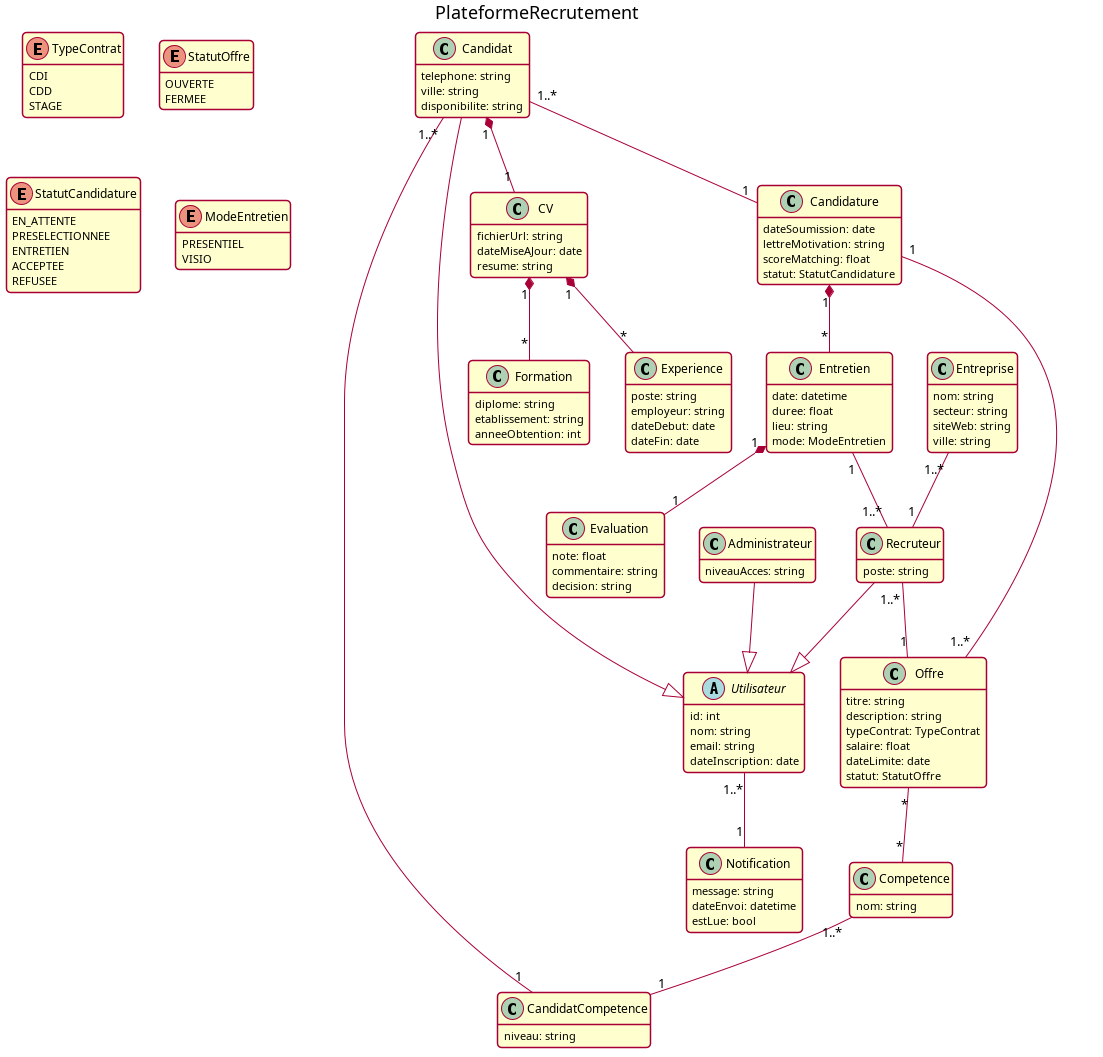 PlateformeRecrutement
E TypeContrat
CDI
CDD
STAGE
E StatutOffre
OUVERTE
FERMEE
C Candidat
telephone: string
ville: string
disponibilite: string
1..*
1
1..*
E StatutCandidature
EN_ATTENTE
PRESELECTIONNEE
ENTRETIEN
ACCEPTEE
REFUSEE
E ModeEntretien
PRESENTIEL
VISIO
1
C CV
fichierUrl: string
dateMiseAJour: date
resume: string
1
1
1
C Candidature
dateSoumission: date
lettreMotivation: string
scoreMatching: float
statut: StatutCandidature
1
1
*
*
*
C Formation
diplome: string
etablissement: string
anneeObtention: int
C Experience
poste: string
employeur: string
dateDebut: date
dateFin: date
C Entretien
date: datetime
duree: float
lieu: string
mode: ModeEntretien
C Entreprise
nom: string
secteur: string
siteWeb: string
ville: string
1
1
1..*
1
1..*
1
C Evaluation
note: float
commentaire: string
decision: string
C Administrateur
niveauAcces: string
C Recruteur
poste: string
1..*
1
1..*
A Utilisateur
id: int
nom: string
email: string
dateInscription: date
C Offre
titre: string
description: string
typeContrat: TypeContrat
salaire: float
dateLimite: date
statut: StatutOffre
1..*
1
*
*
C Notification
message: string
dateEnvoi: datetime
estLue: bool
C Competence
nom: string
1..*
1
1
C CandidatCompetence
niveau: string